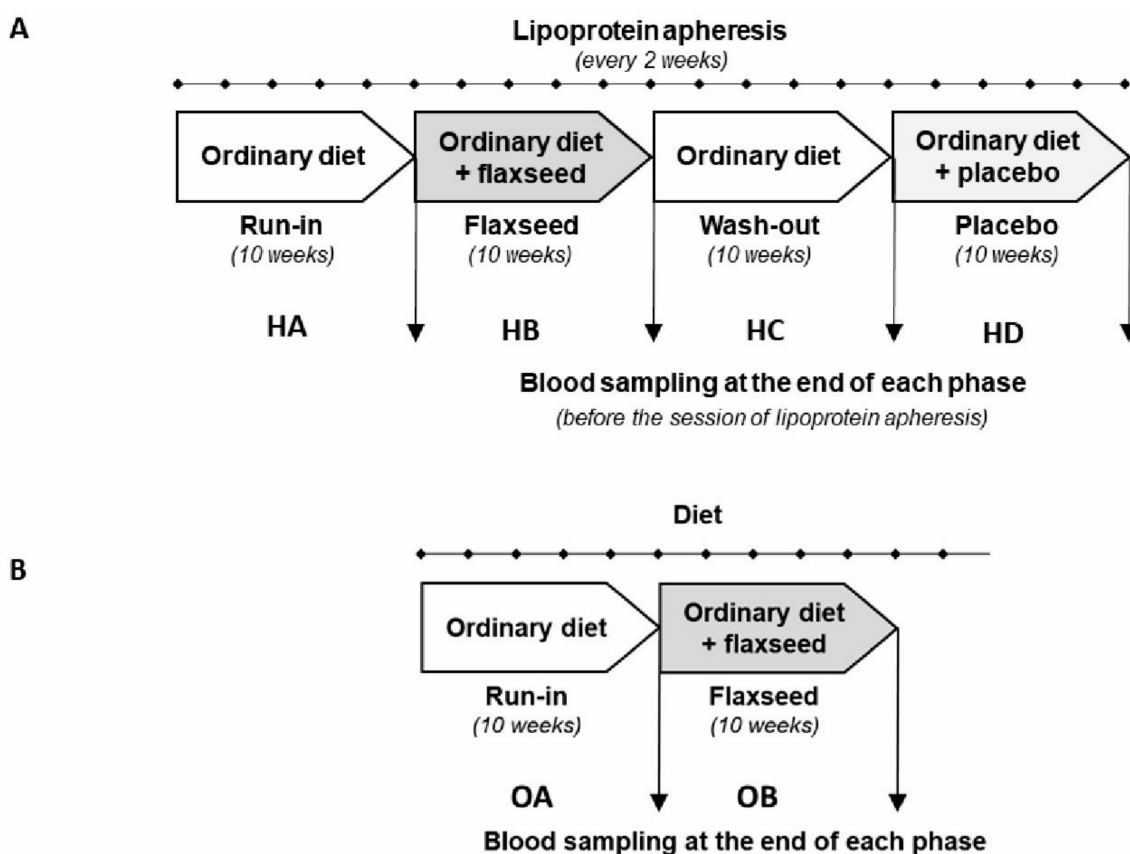 A
Lipoprotein apheresis
(every 2 weeks)
Ordinary diet
Ordinary diet
+ flaxseed
Ordinary diet
Ordinary diet
+ placebo
Run-in
(10 weeks)
Flaxseed
(10 weeks)
Wash-out
(10 weeks)
Placebo
(10 weeks)
HA
HB
HC
HD
Blood sampling at the end of each phase
(before the session of lipoprotein apheresis)
B
Diet
Ordinary diet
Ordinary diet
+ flaxseed
Run-in
(10 weeks)
Flaxseed
(10 weeks)
OA
OB
Blood sampling at the end of each phase